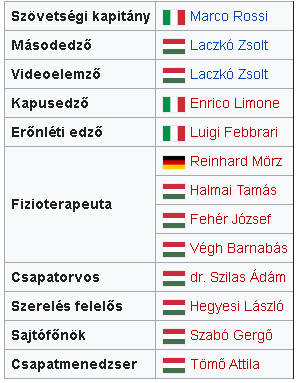 Szövetségi kapitány Marco Rossi
Másodedző Laczkó Zsolt
Videoelemző Laczkó Zsolt
Kapusedző Enrico Limone
Erőnléti edző Luigi Febbrari
Fizioterapeuta Reinhard Mörz
Halmai Tamás
Fehér József
Végh Barnabás
Csapatorvos dr. Szilas Ádám
Szerelés felelős Hegyesi László
Sajtófőnök Szabó Gergő
Csapatmenedzser Tömő Attila